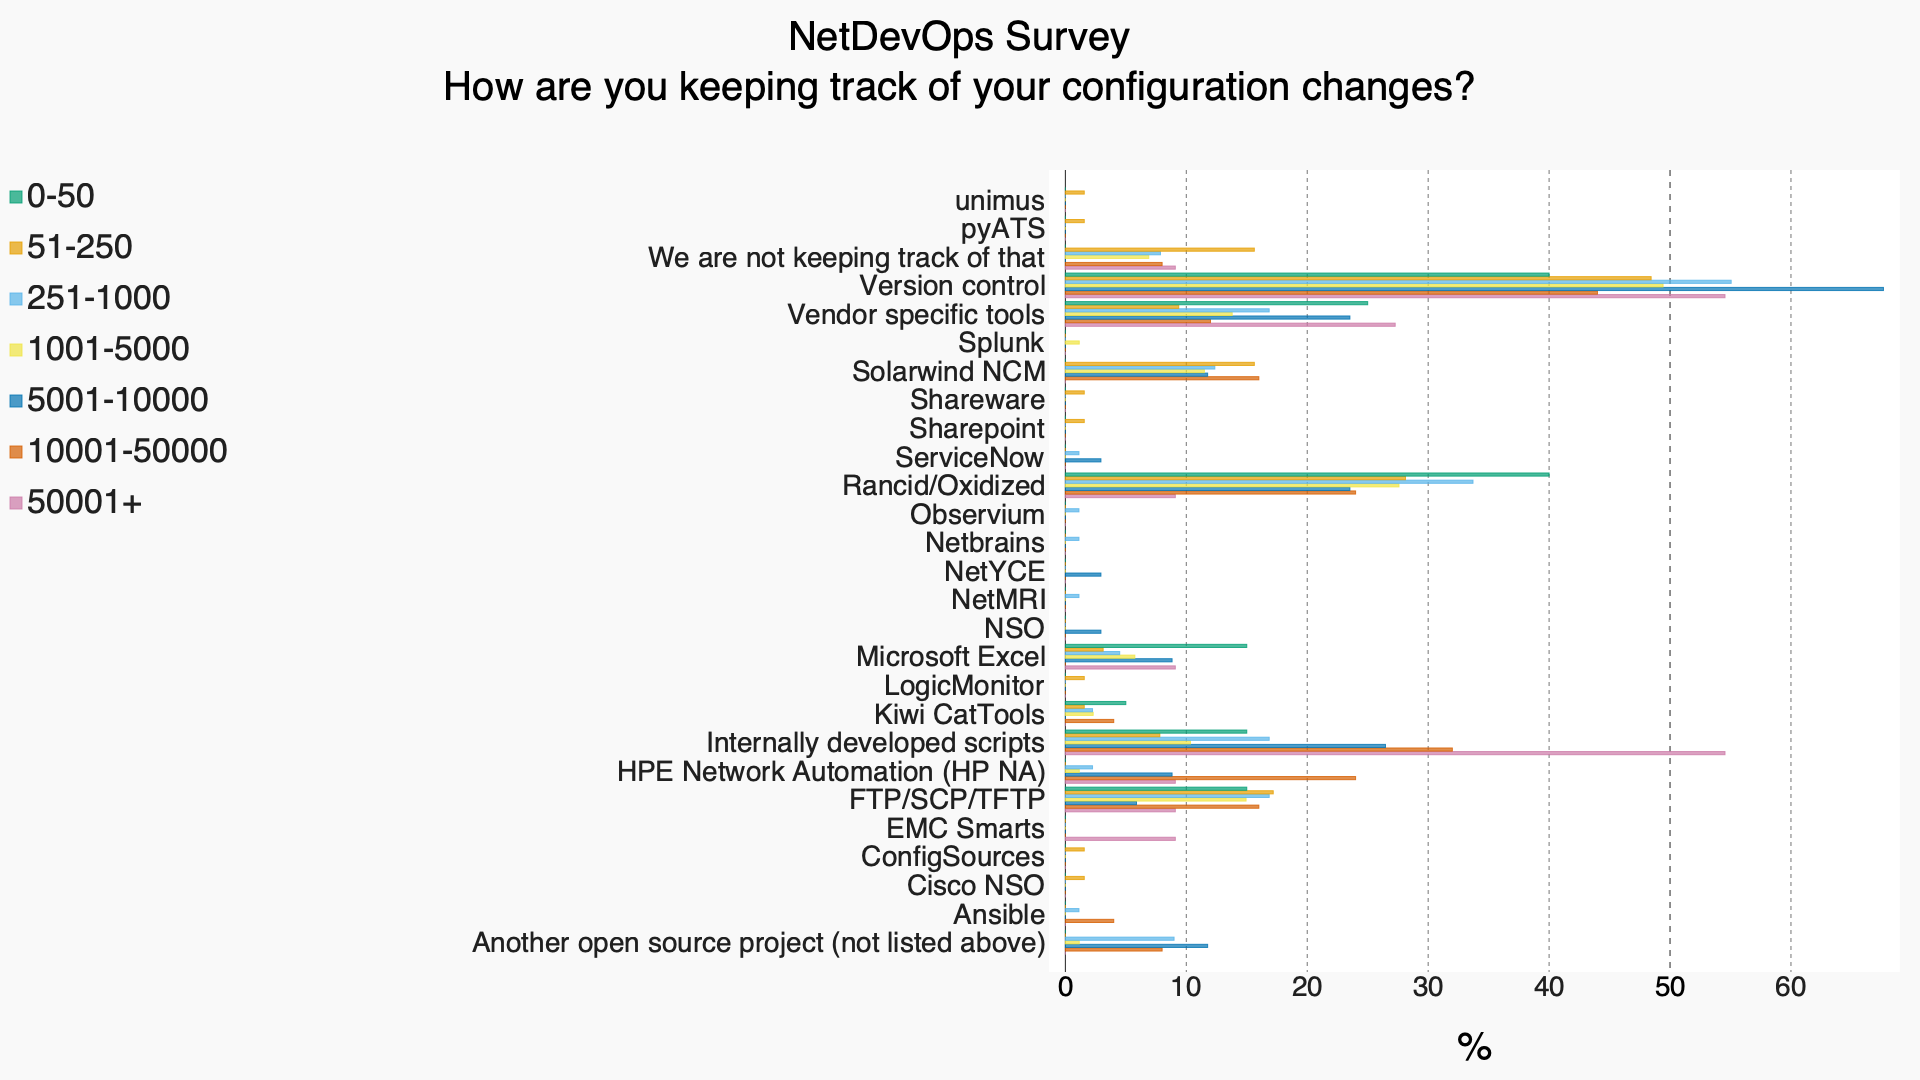 NetDevOps Survey
How are you keeping track of your configuration changes?
0-50
51-250
251-1000
1001-5000
5001-10000
10001-50000
50001+
unimus
pyATS
We are not keeping track of that
Version control
Vendor specific tools
Splunk
Solarwind NCM
Shareware
Sharepoint
ServiceNow
Rancid/Oxidized
Observium
Netbrains
NetYCE
NetMRI
NSO
Microsoft Excel
LogicMonitor
Kiwi CatTools
Internally developed scripts
HPE Network Automation (HP NA)
FTP/SCP/TFTP
EMC Smarts
ConfigSources
Cisco NSO
Ansible
Another open source project (not listed above)
0 10 20 30 40 50 60
%